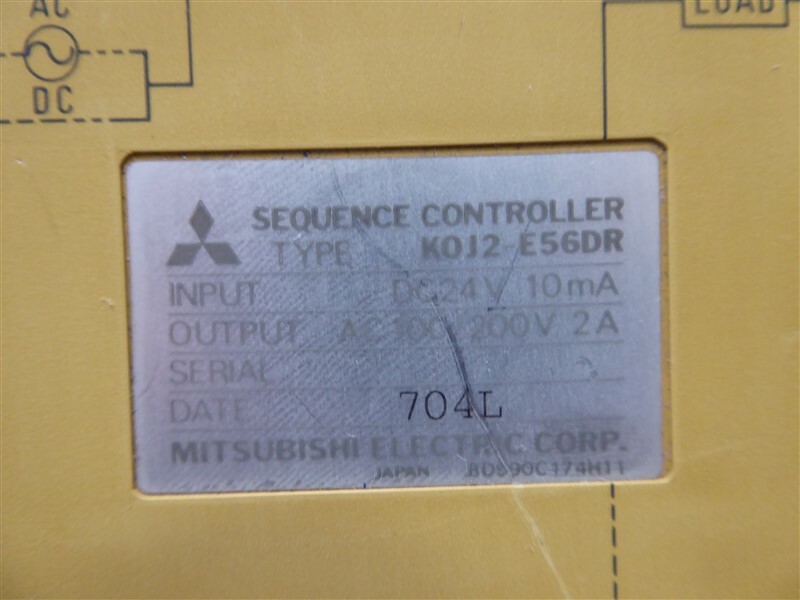 AC
DC
LOAD
SEQUENCE CONTROLLER
TYPE K0J2-E56DR
INPUT DC24V 10mA
OUTPUT AC100/200V 2A
SERIAL
DATE 704L
MITSUBISHI ELECTRIC CORP.
JAPAN BD590C174H11